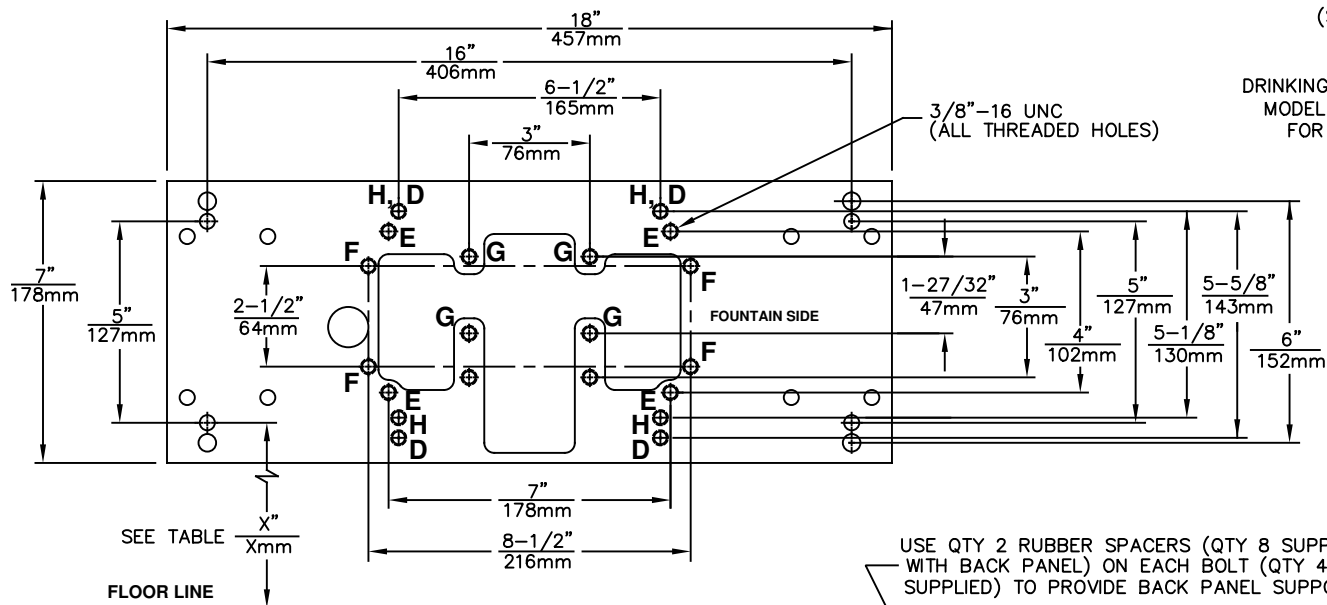 18"
457mm
16"
406mm
6-1/2"
165mm
3"
76mm
3/8"-16 UNC
(ALL THREADED HOLES)
DRINKING
MODEL
FOR
H, D
H, D
E
E
G
G
F
F
7"
178mm
5"
127mm
2-1/2"
64mm
G
G
FOUNTAIN SIDE
1-27/32"
47mm
3"
76mm
4"
102mm
5"
127mm
5-1/8"
130mm
5-5/8"
143mm
6"
152mm
F
F
E
E
H
H
D
D
7"
178mm
8-1/2"
216mm
SEE TABLE
X"
Xmm
FLOOR LINE
USE QTY 2 RUBBER SPACERS (QTY 8 SUPP
WITH BACK PANEL) ON EACH BOLT (QTY 4
SUPPLIED) TO PROVIDE BACK PANEL SUPPO